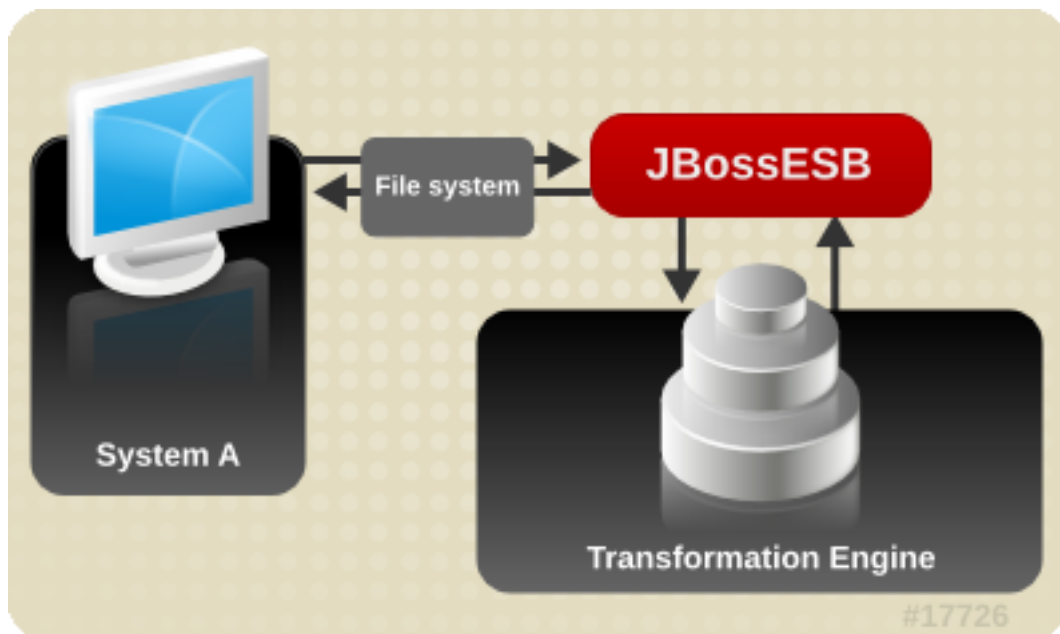 File system
JBossESB
System A
Transformation Engine
#17726